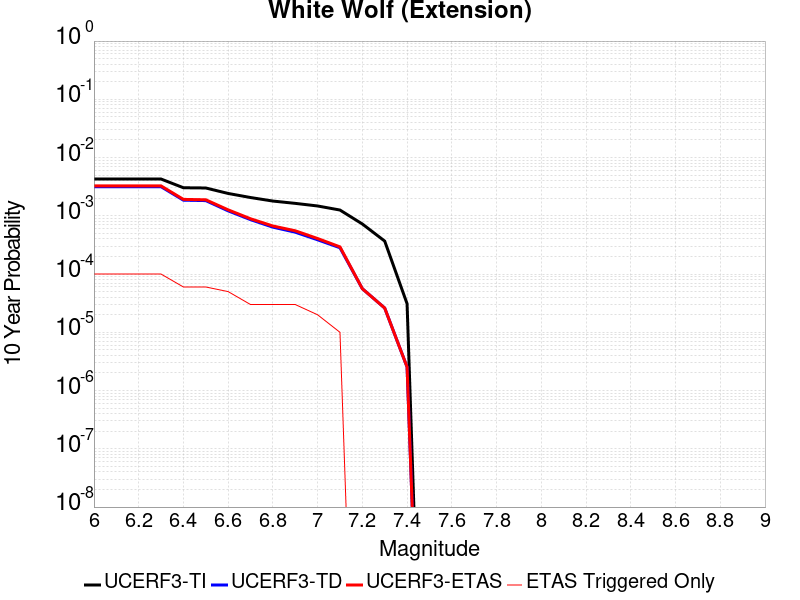 White Wolf (Extension)
10 Year Probability
10^0
10^-1
10^-2
10^-3
10^-4
10^-5
10^-6
10^-7
10^-8
6 6.2 6.4 6.6 6.8 7 7.2 7.4 7.6 7.8 8 8.2 8.4 8.6 8.8 9
Magnitude
UCERF3-TI UCERF3-TD UCERF3-ETAS ETAS Triggered Only